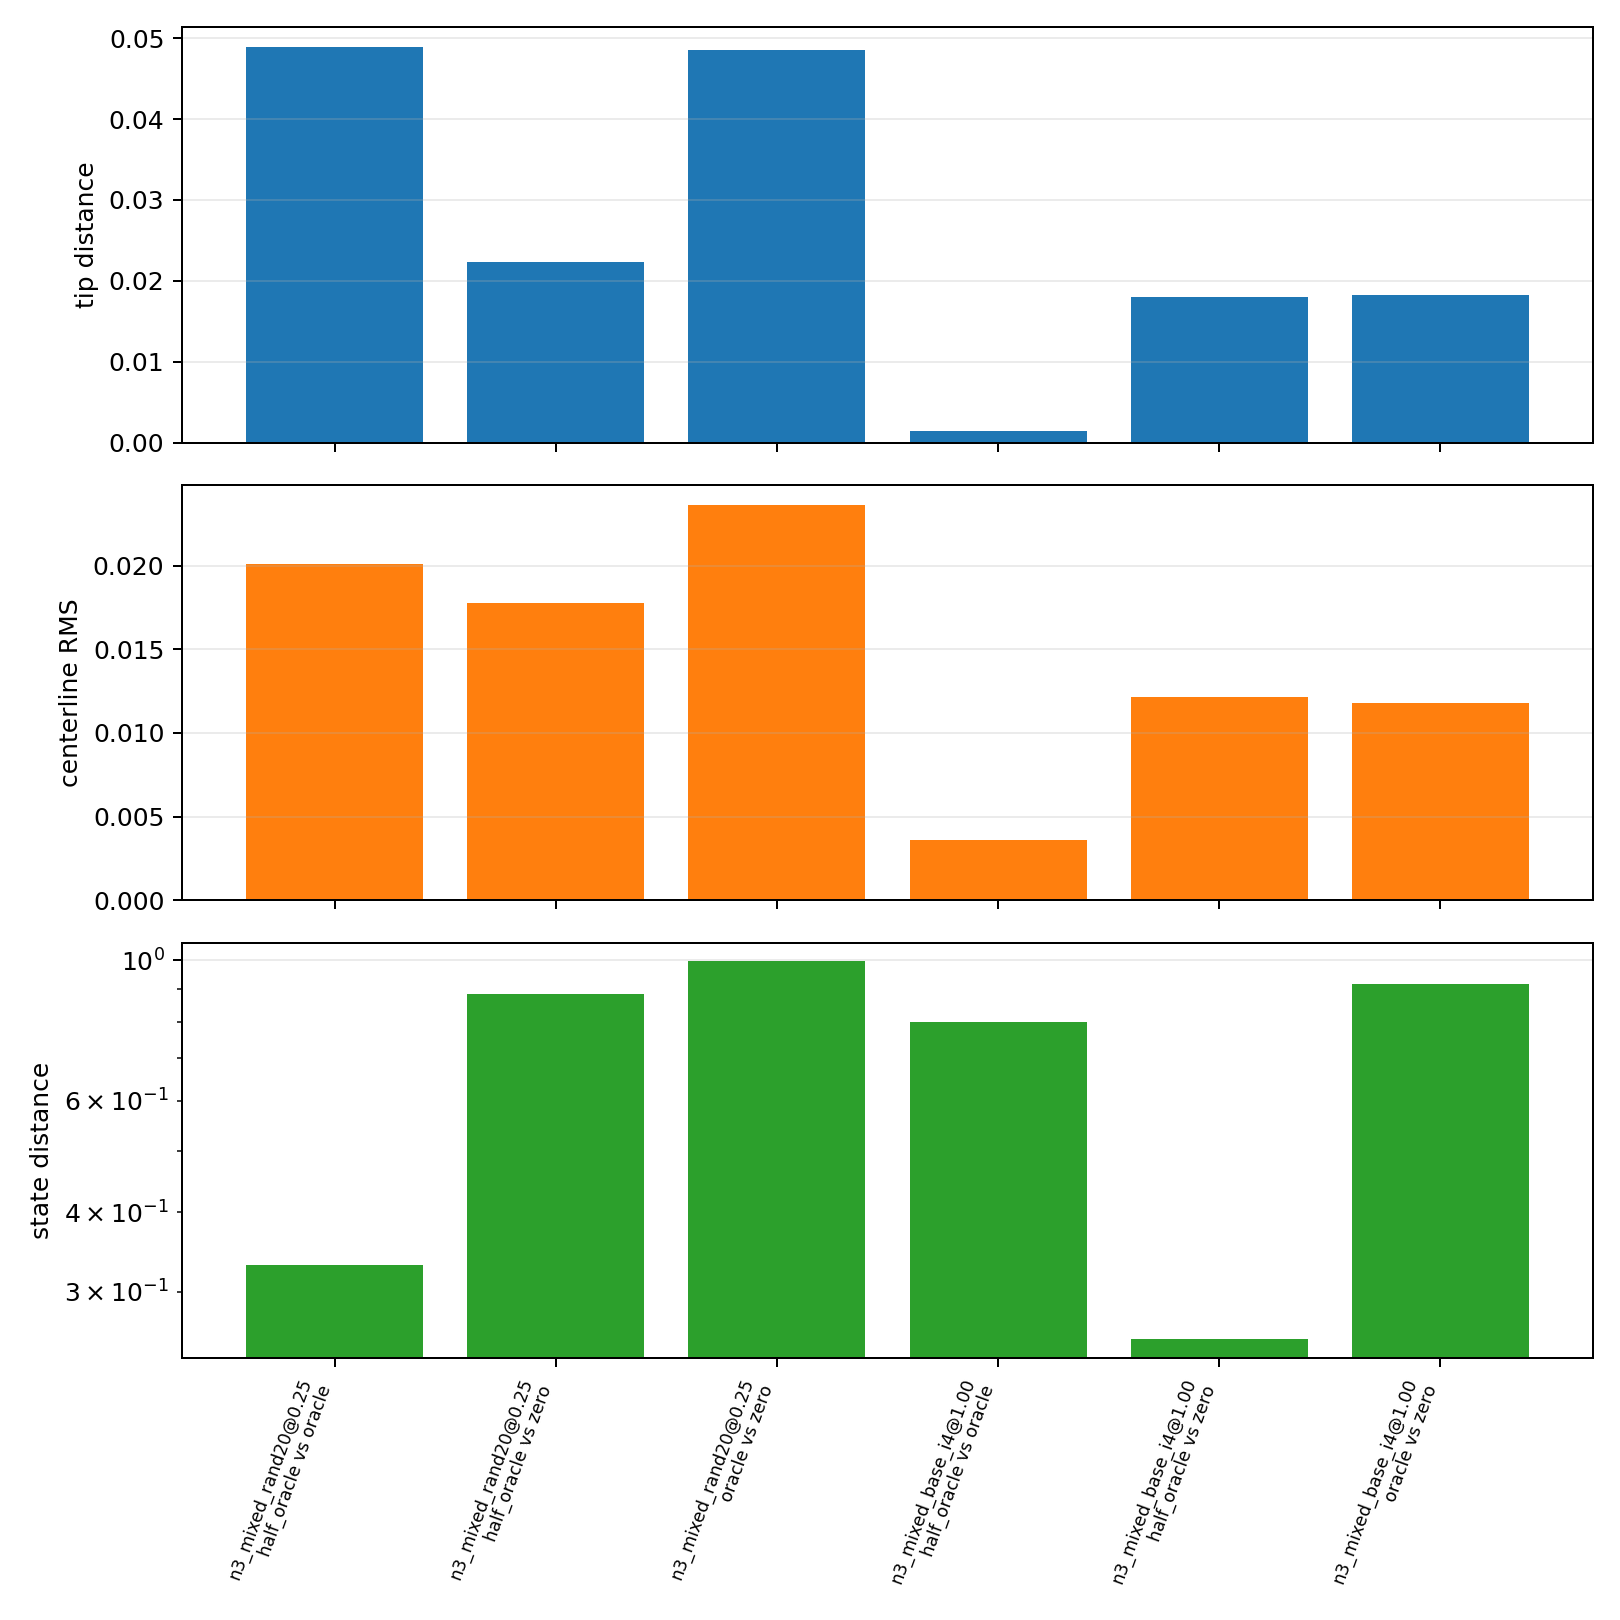 0.05
0.04
0.03
0.02
0.01
0.00
tip distance
0.020
0.015
0.010
0.005
0.000
centerline RMS
10⁰
6 × 10⁻¹
4 × 10⁻¹
3 × 10⁻¹
state distance
n3_mixed_rand20@0.25
half_oracle vs oracle
n3_mixed_rand20@0.25
half_oracle vs zero
n3_mixed_rand20@0.25
oracle vs zero
n3_mixed_base_i4@1.00
half_oracle vs oracle
n3_mixed_base_i4@1.00
half_oracle vs zero
n3_mixed_base_i4@1.00
oracle vs zero